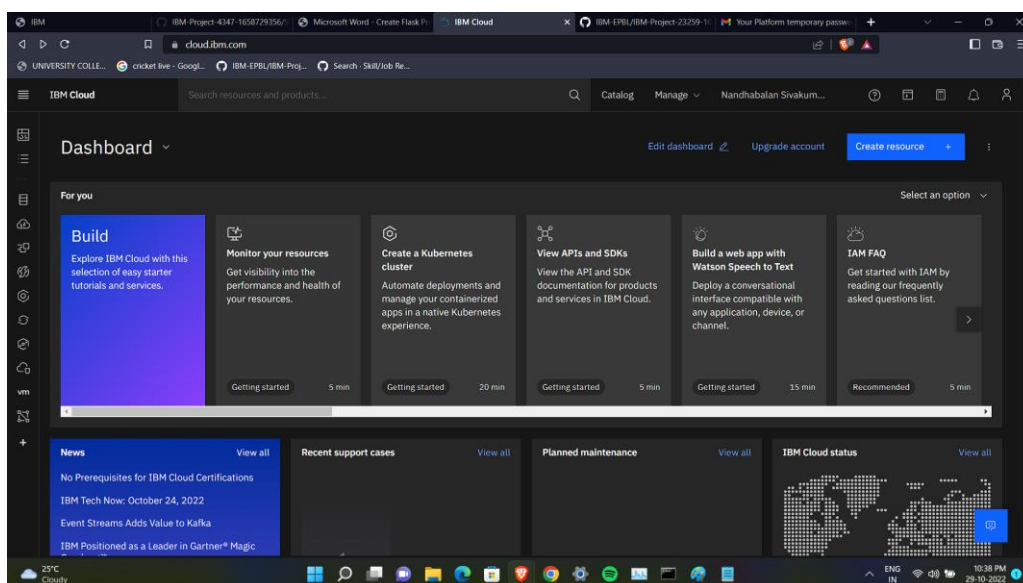 IBM
IBM-Project-4347-1658729356/
Microsoft Word - Create Flask Pr
IBM Cloud
IBM-EPBL/IBM-Project-23259-16
Your Platform temporary passwo
cloud.ibm.com
UNIVERSITY COLLE...
cricket live - Googl...
IBM-EPBL/IBM-Proj...
Search · Skill/Job Re...
IBM Cloud
Search resources and products...
Catalog
Manage
Nandhabalan Sivakum...
Dashboard
Edit dashboard
Upgrade account
Create resource +
For you
Select an option
Build
Explore IBM Cloud with this
selection of easy starter
tutorials and services.
Monitor your
resources
Get visibility into the
performance and health of
your resources.
Getting started
5 min
Create a Kubernetes
cluster
Automate deployments and
manage your containerized
apps in a native Kubernetes
experience.
Getting started
20 min
View APIs and SDKs
View the API and SDK
documentation for products
and services in IBM Cloud.
Getting started
5 min
Build a web app with
Watson Speech to Text
Deploy a conversational
interface compatible with
any application, device, or
channel.
Getting started
15 min
IAM FAQ
Get started with IAM by
reading our frequently
asked questions list.
Recommended
5 min
vm
News
View all
No Prerequisites for IBM Cloud Certifications
IBM Tech Now: October 24, 2022
Event Streams Adds Value to Kafka
IBM Positioned as a Leader in Gartner® Magic
Recent support cases
View all
Planned maintenance
View all
IBM Cloud status
View all
25°C
Cloudy
ENG
IN
10:38 PM
29-10-2022
1